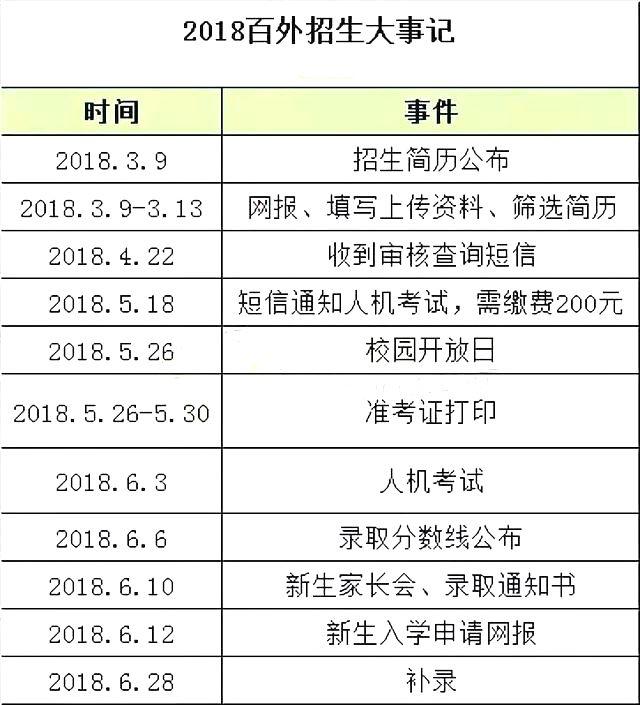 2018百外招生大事记
时间 事件
2018.3.9 招生简历公布
2018.3.9-3.13 网报、填写上传资料、筛选简历
2018.4.22 收到审核查询短信
2018.5.18 短信通知人机考试，需缴费200元
2018.5.26 校园开放日
2018.5.26-5.30 准考证打印
2018.6.3 人机考试
2018.6.6 录取分数线公布
2018.6.10 新生家长会、录取通知书
2018.6.12 新生入学申请网报
2018.6.28 补录